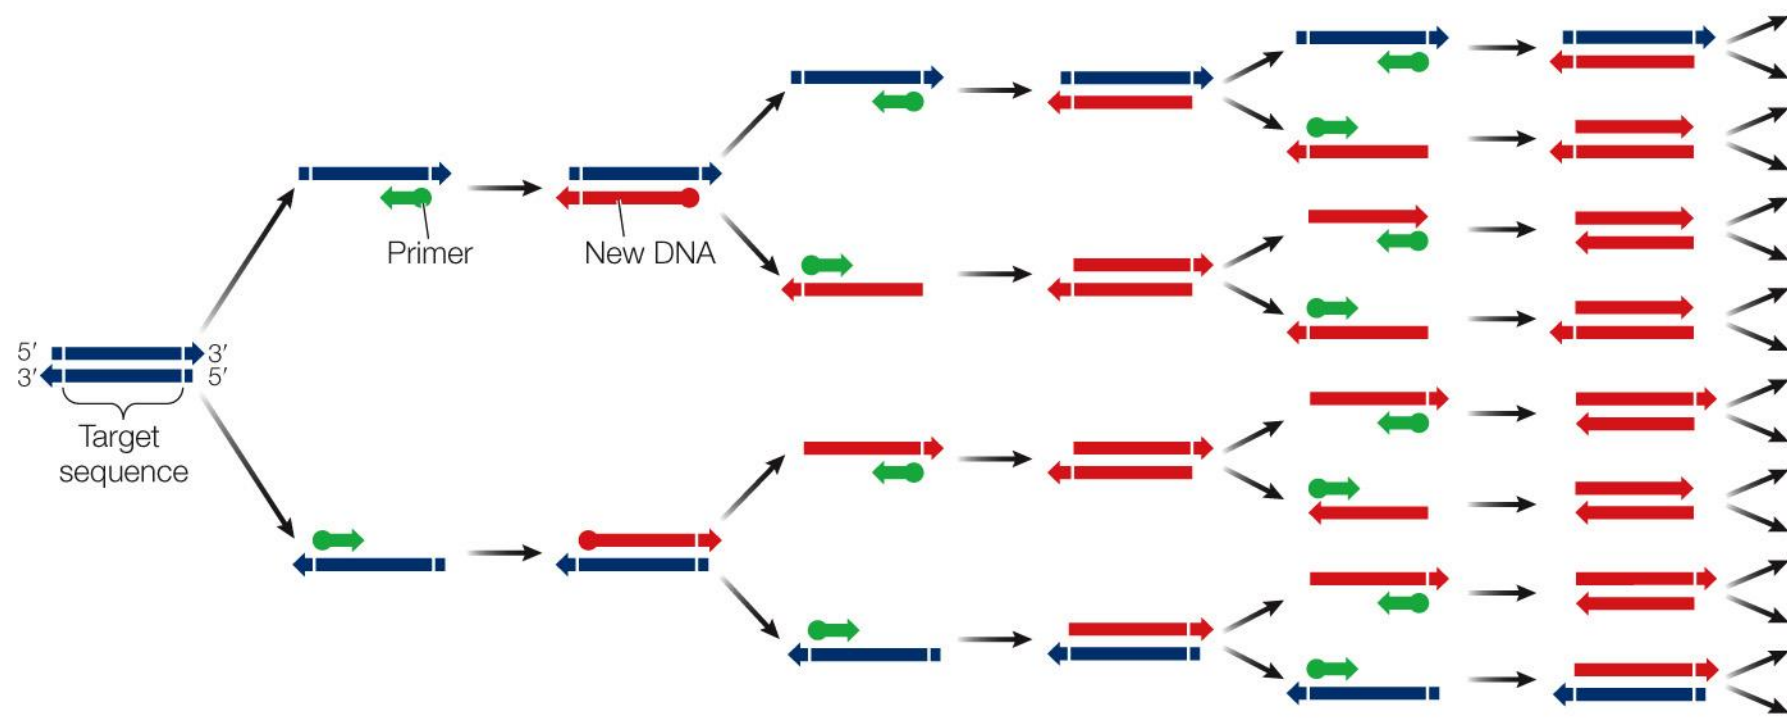 Primer
New DNA
5′ 3′
3′ 5′
Target
sequence